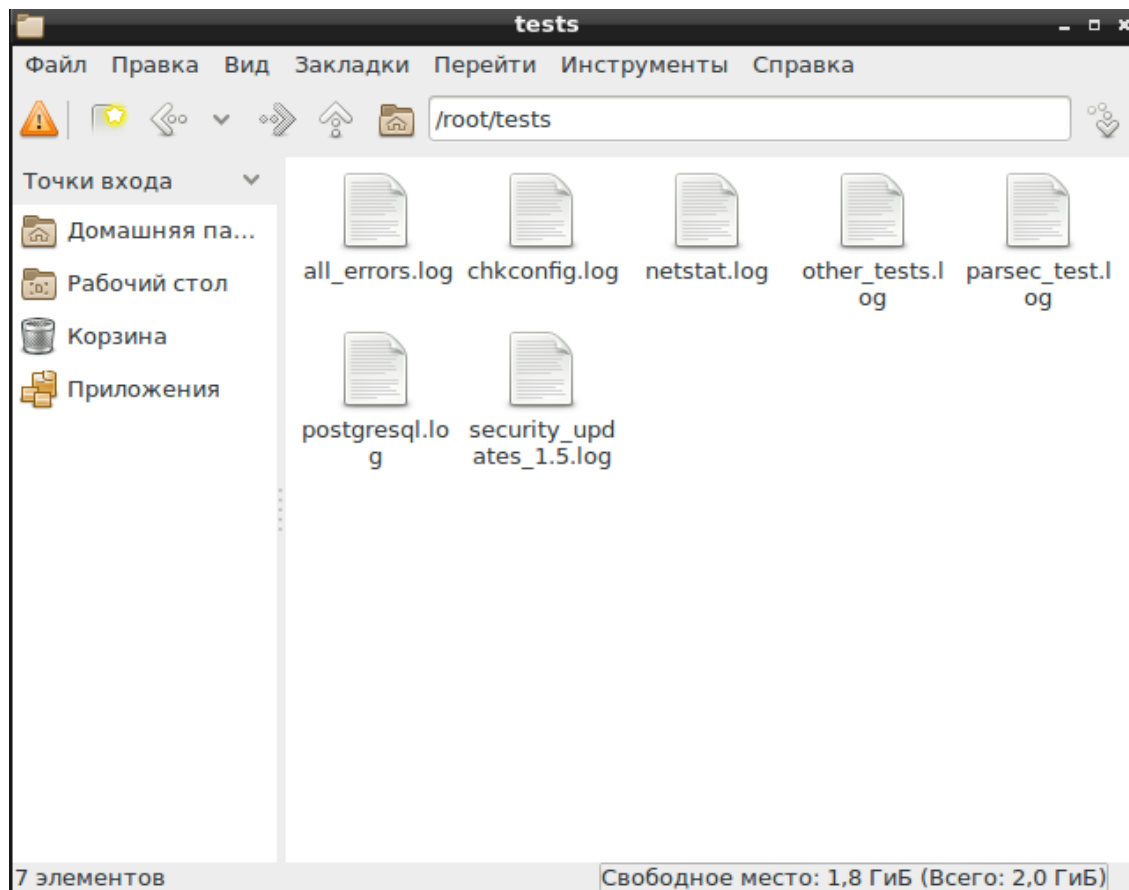 tests
Файл Правка Вид Закладки Перейти Инструменты Справка
/root/tests
Точки входа
Домашняя па...
Рабочий стол
Корзина
Приложения
all_errors.log chkconfig.log netstat.log other_tests.l parsec_test.l
og og
postgresql.lo security_upd
g ates_1.5.log
7 элементов Свободное место: 1,8 ГиБ (Всего: 2,0 ГиБ)